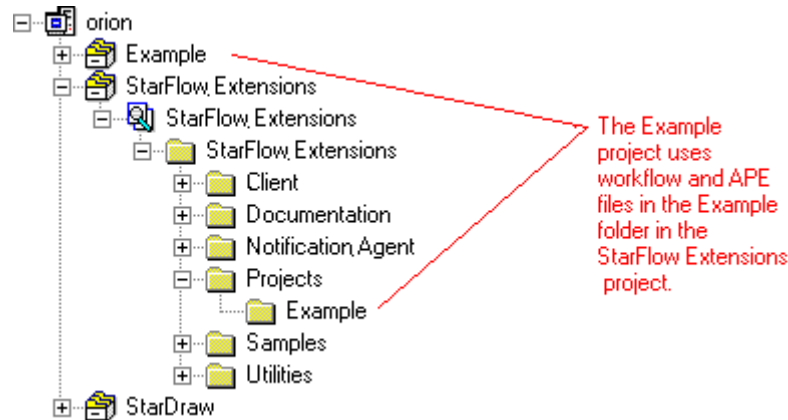 orion
Example
StarFlow Extensions
StarFlow Extensions
StarFlow Extensions
Client
Documentation
Notification Agent
Projects
Example
Samples
Utilities
StarDraw
The Example
project uses
workflow and APE
files in the Example
folder in the
StarFlow Extensions
project.